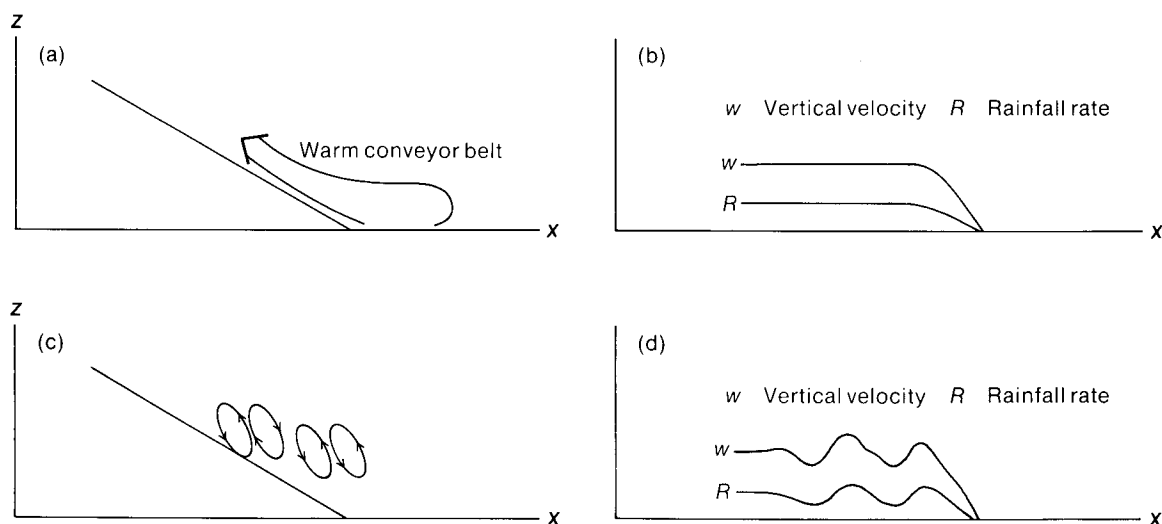 z
(a)
Warm conveyor belt
x
(b)
w Vertical velocity R Rainfall rate
w
R
x
z
(c)
x
(d)
w Vertical velocity R Rainfall rate
w
R
x